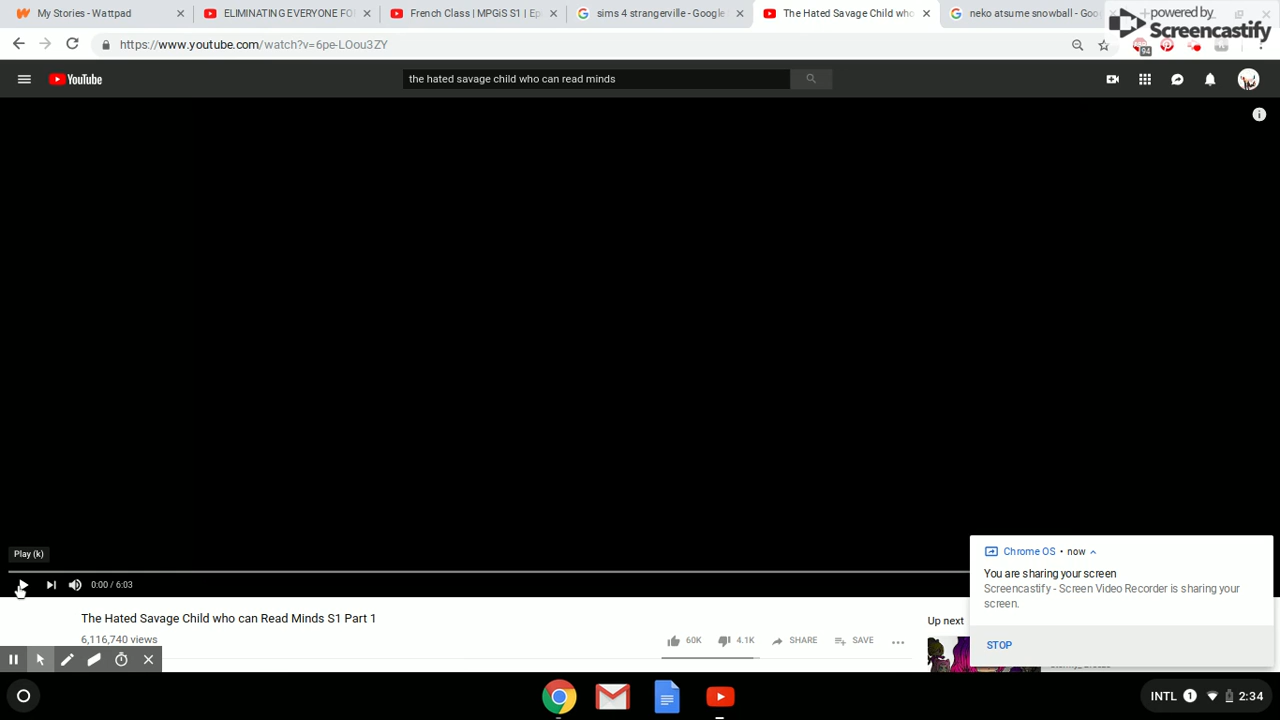 My Stories - Wattpad
ELIMINATING EVERYONE FO
French Class | MPGiS S1 | Ep
sims 4 strangerville - Google
The Hated Savage Child who
neko atsume snowball - Goo
powered by
Screencastify
https://www.youtube.com/watch?v=6pe-LOou3ZY
94
YouTube
the hated savage child who can read minds
Play (k)
0:00 / 6:03
Chrome OS • now
You are sharing your screen
Screencastify - Screen Video Recorder is sharing your
screen.
STOP
The Hated Savage Child who can Read Minds S1 Part 1
6,116,740 views
60K
4.1K
SHARE
SAVE
Up next
INTL
1
2:34